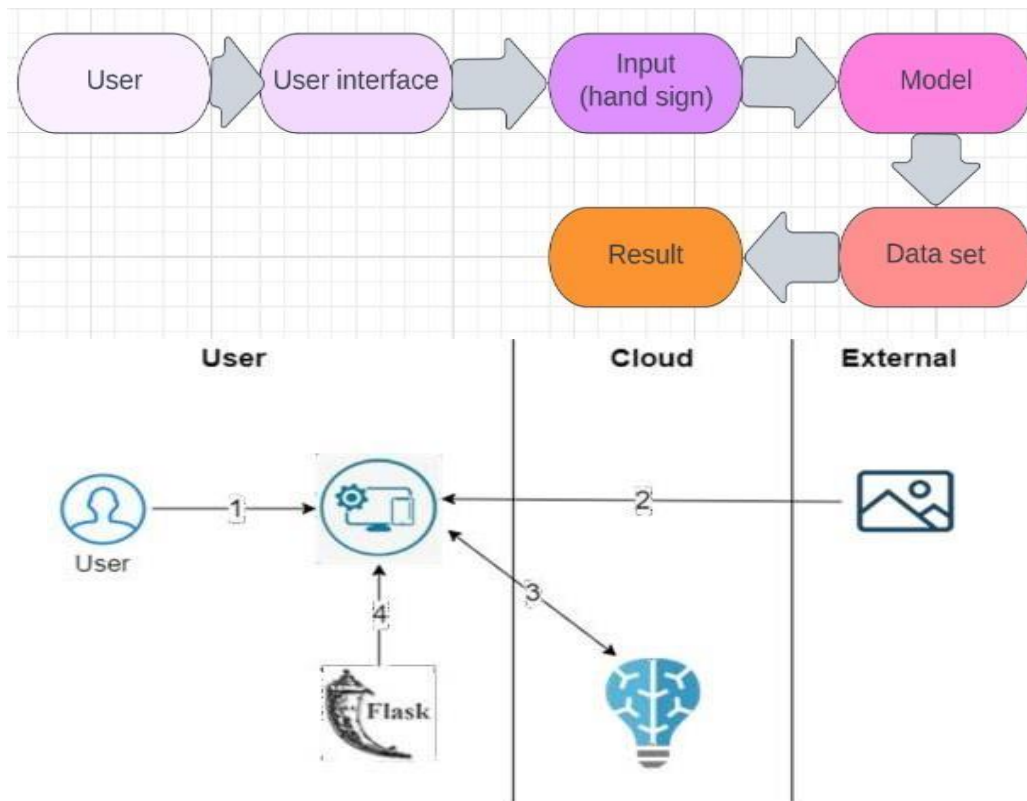 User
User interface
Input
(hand sign)
Model
Result
Data set
User
Cloud
External
1
2
User
3
4
Flask